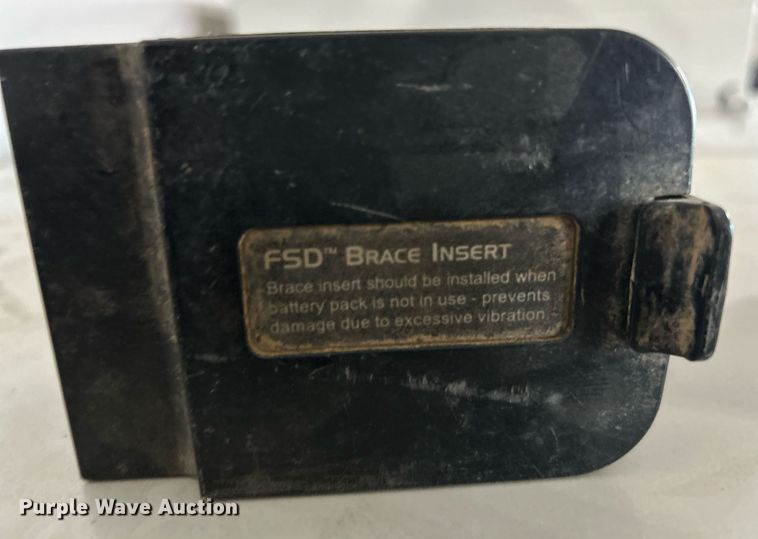 FSD™ BRACE INSERT
Brace insert should be installed when
battery pack is not in use - prevents
damage due to excessive vibration.
Purple Wave Auction